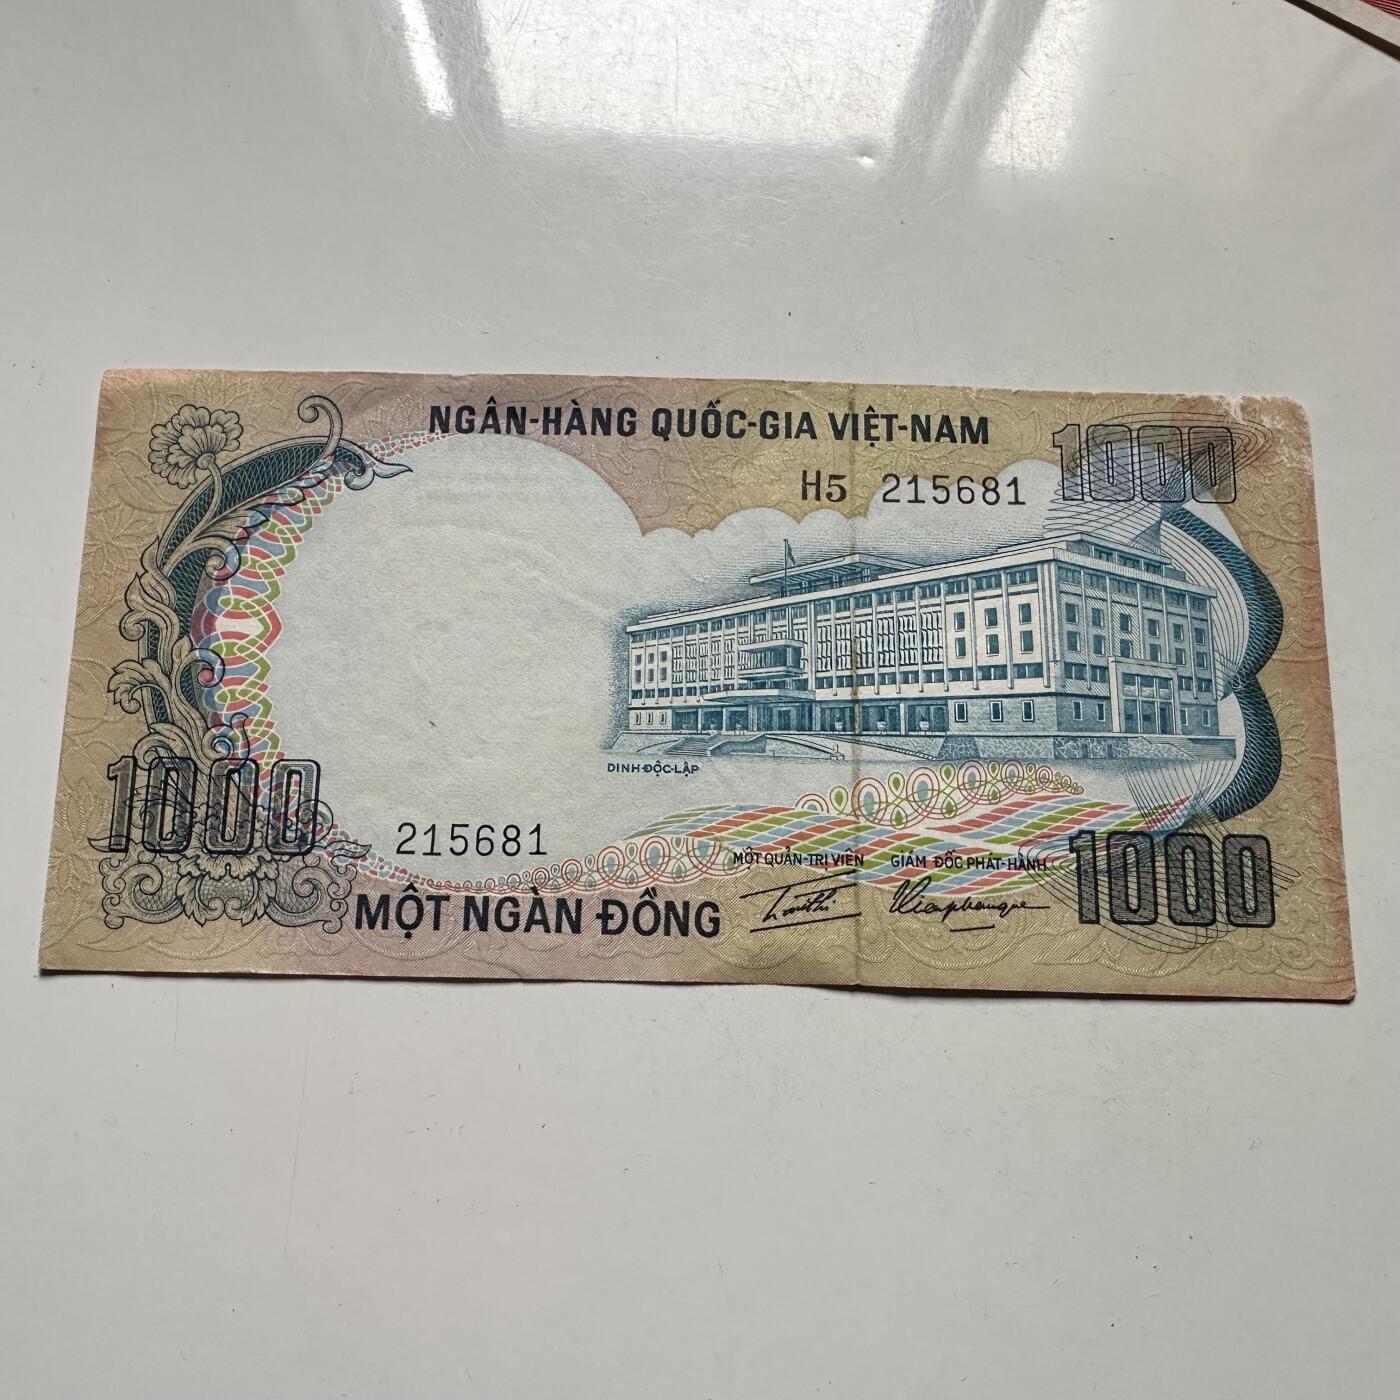 NGÂN-HÀNG QUỐC-GIA VIỆT-NAM
1000
H5 215681
DINH ĐỘC-LẬP
1000
215681
MỘT QUẢN-TRỊ VIÊN
GIÁM ĐỐC PHÁT-HÀNH
1000
MỘT NGÀN ĐỒNG